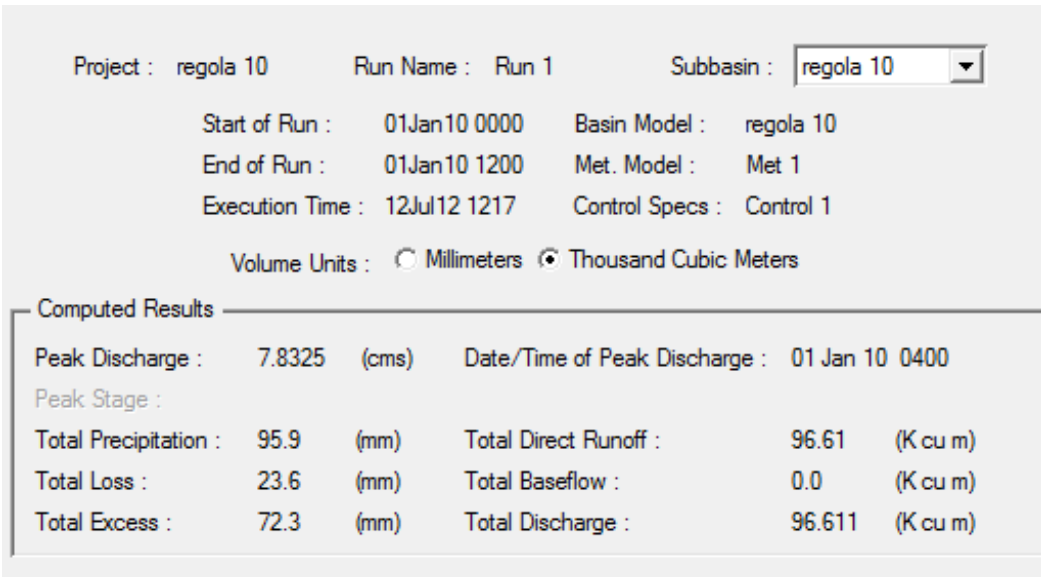 Project : regola 10 Run Name : Run 1 Subbasin : regola 10
Start of Run : 01Jan10 0000 Basin Model : regola 10
End of Run : 01Jan10 1200 Met. Model : Met 1
Execution Time : 12Jul12 1217 Control Specs : Control 1
Volume Units : Millimeters Thousand Cubic Meters
Computed Results
Peak Discharge : 7.8325 (cms) Date/Time of Peak Discharge : 01 Jan 10 0400
Peak Stage :
Total Precipitation : 95.9 (mm) Total Direct Runoff : 96.61 (K cu m)
Total Loss : 23.6 (mm) Total Baseflow : 0.0 (K cu m)
Total Excess : 72.3 (mm) Total Discharge : 96.611 (K cu m)